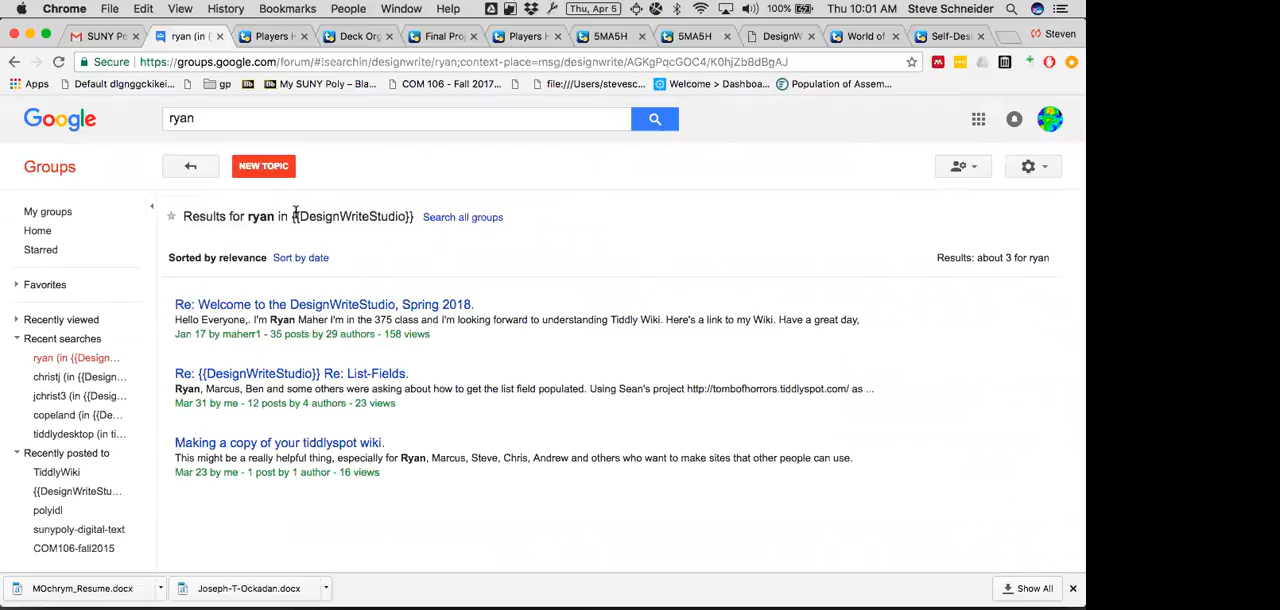 Chrome File Edit View History Bookmarks People Window Help Thu, Apr 5 100% Thu 10:01 AM Steve Schneider
SUNY Po ryan (in { Players H Deck Org Final Pro Players H 5MA5H 5MA5H DesignW World of Self-Des Steven
Secure https://groups.google.com/forum/#!searchin/designwrite/ryan;context-place=msg/designwrite/AGKgPqcGOC4/K0hjZb8dBgAJ
Apps Default dlgnggckikei... gp Bb My SUNY Poly – Bla... COM 106 - Fall 2017... file:///Users/stevesc... Welcome > Dashboa... Population of Assem...
Google ryan
Groups NEW TOPIC
My groups
Home
Starred
Favorites
Recently viewed
Recent searches
ryan (in {{Design...
christj (in {{Design...
jchrist3 (in {{Desig...
copeland (in {{De...
tiddlydesktop (in ti...
Recently posted to
TiddlyWiki
{{DesignWriteStu...
polyidl
sunypoly-digital-text
COM106-fall2015
Results for ryan in {{DesignWriteStudio}} Search all groups
Sorted by relevance Sort by date Results: about 3 for ryan
Re: Welcome to the DesignWriteStudio, Spring 2018.
Hello Everyone,. I'm Ryan Maher I'm in the 375 class and I'm looking forward to understanding Tiddly Wiki. Here's a link to my Wiki. Have a great day,
Jan 17 by maherr1 - 35 posts by 29 authors - 158 views
Re: {{DesignWriteStudio}} Re: List-Fields.
Ryan, Marcus, Ben and some others were asking about how to get the list field populated. Using Sean's project http://tombofhorrors.tiddlyspot.com/ as ...
Mar 31 by me - 12 posts by 4 authors - 23 views
Making a copy of your tiddlyspot wiki.
This might be a really helpful thing, especially for Ryan, Marcus, Steve, Chris, Andrew and others who want to make sites that other people can use.
Mar 23 by me - 1 post by 1 author - 16 views
MOchrym_Resume.docx Joseph-T-Ockadan.docx Show All